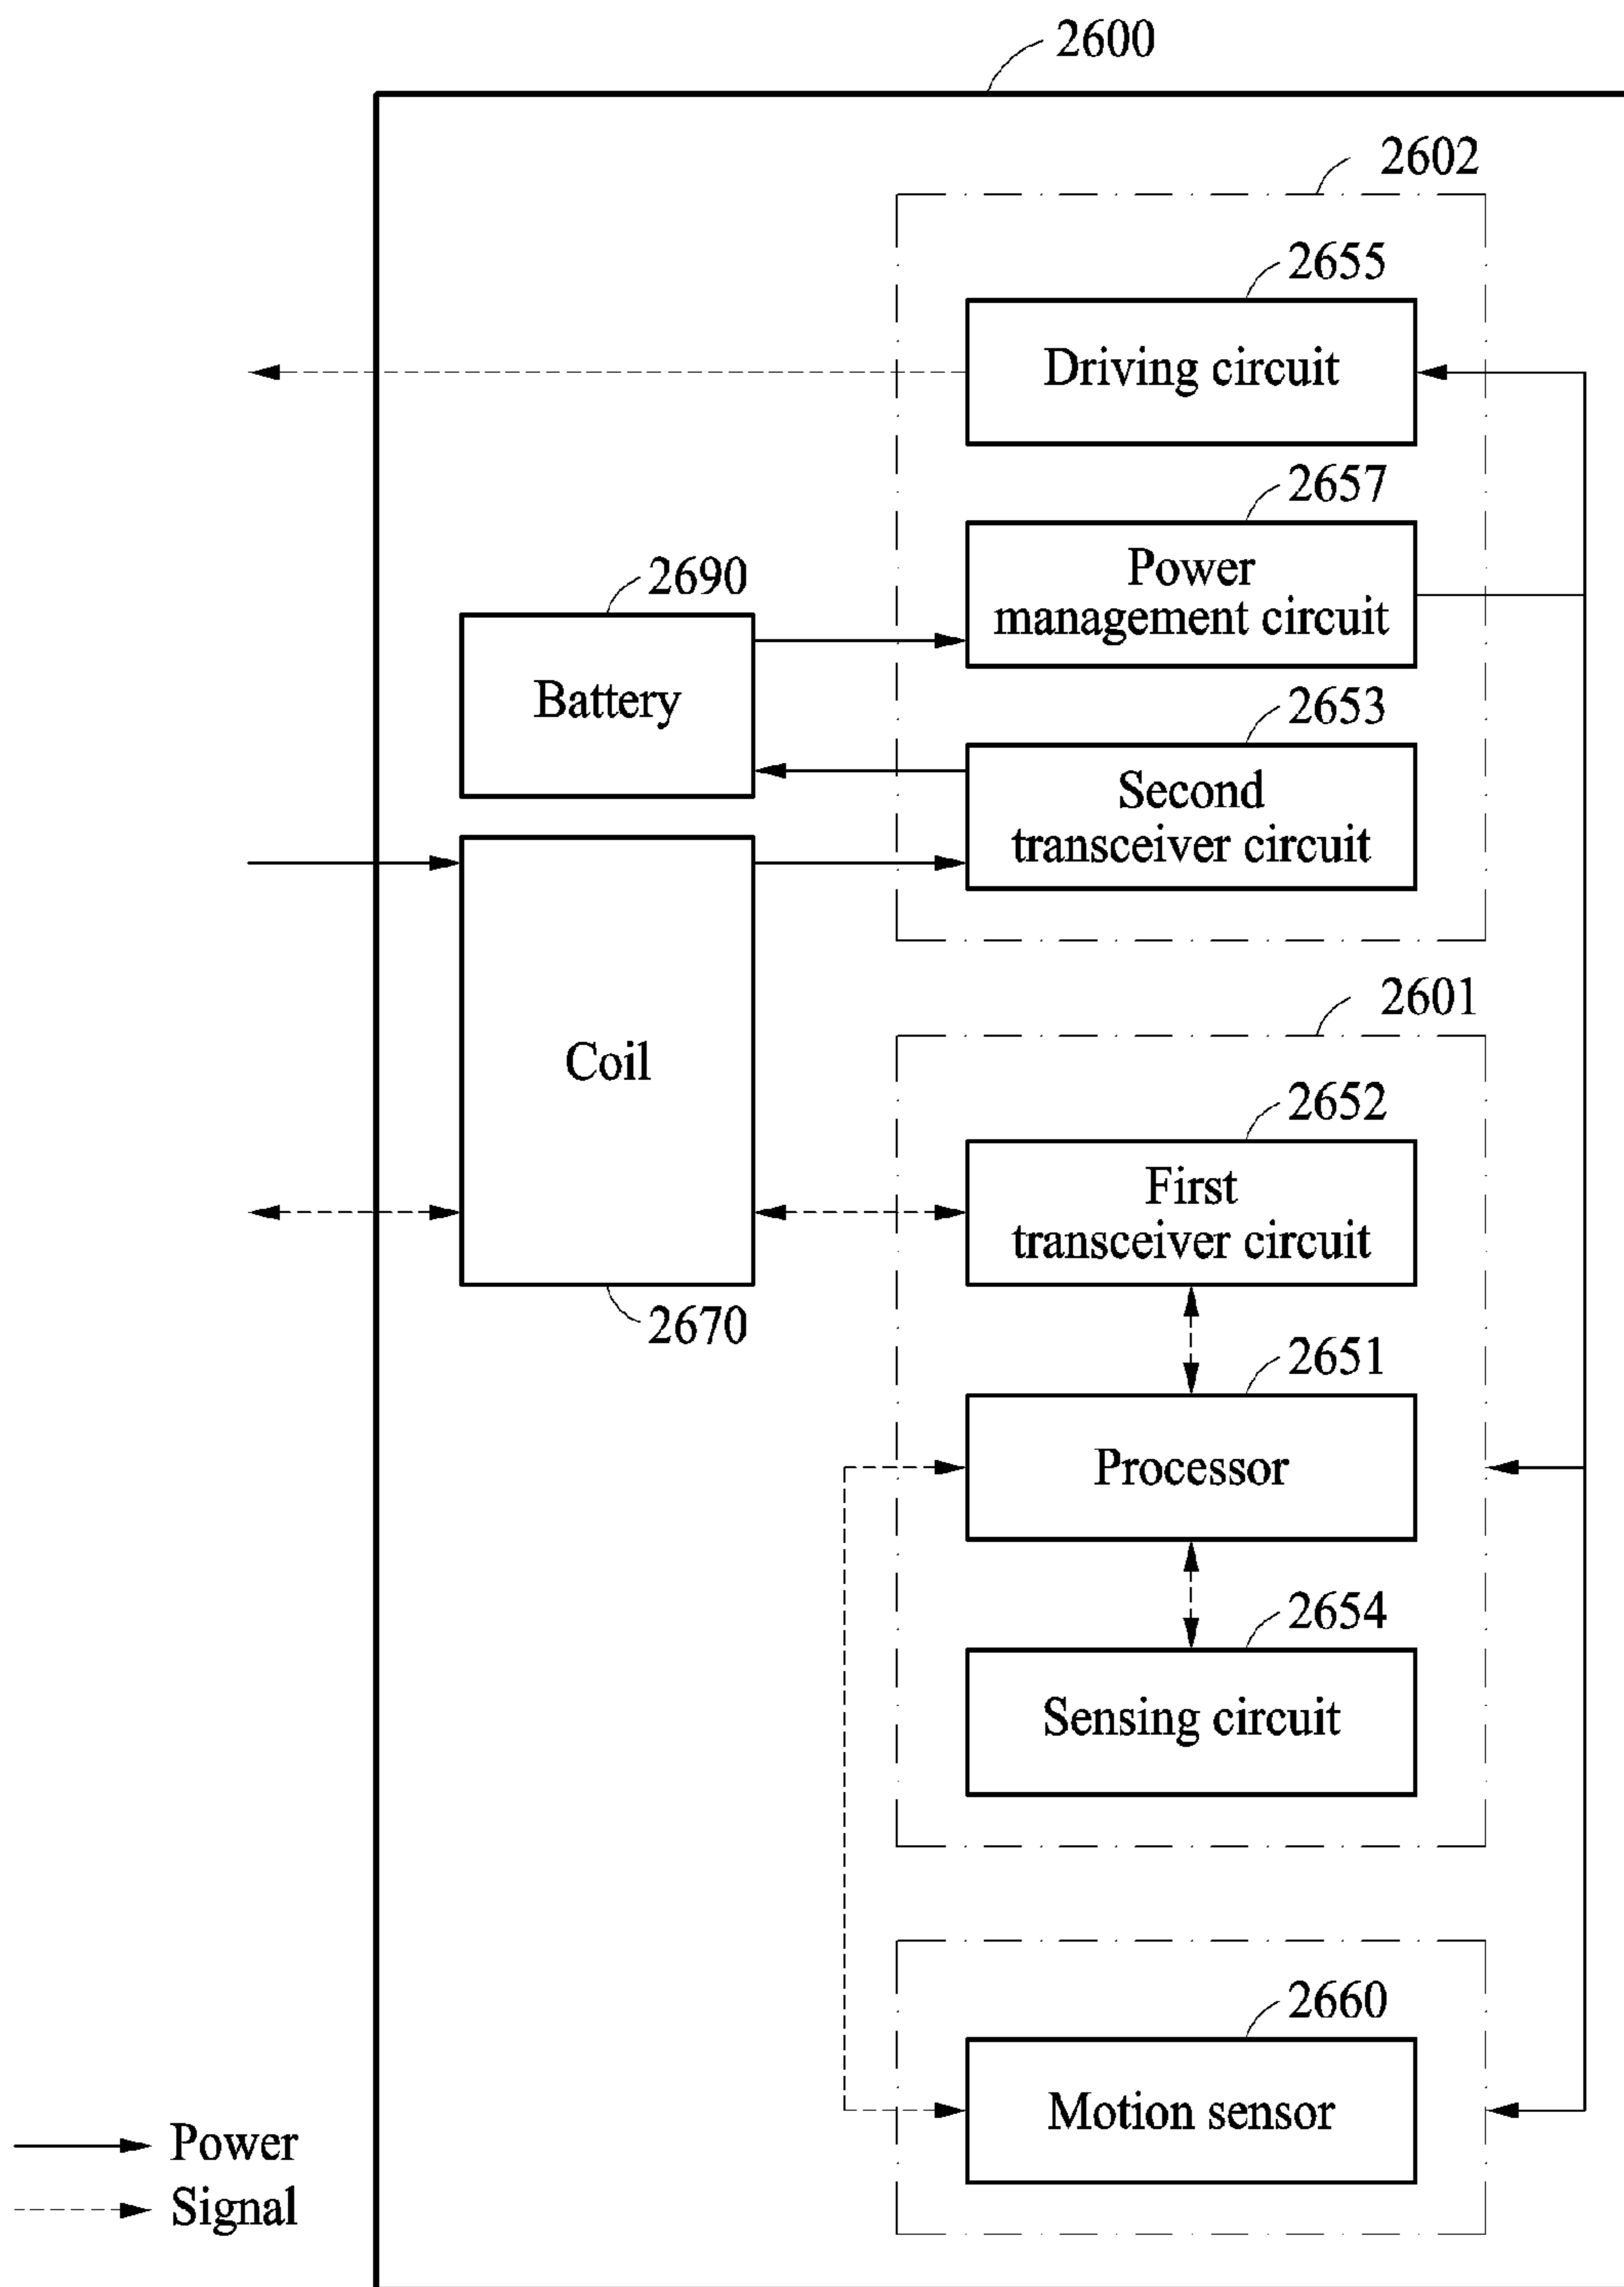 2600
2602
2655
Driving circuit
2657
Power
management circuit
2690
Battery
2653
Second
transceiver circuit
2601
Coil
2652
First
transceiver circuit
2670
2651
Processor
2654
Sensing circuit
2660
Motion sensor
Power
Signal